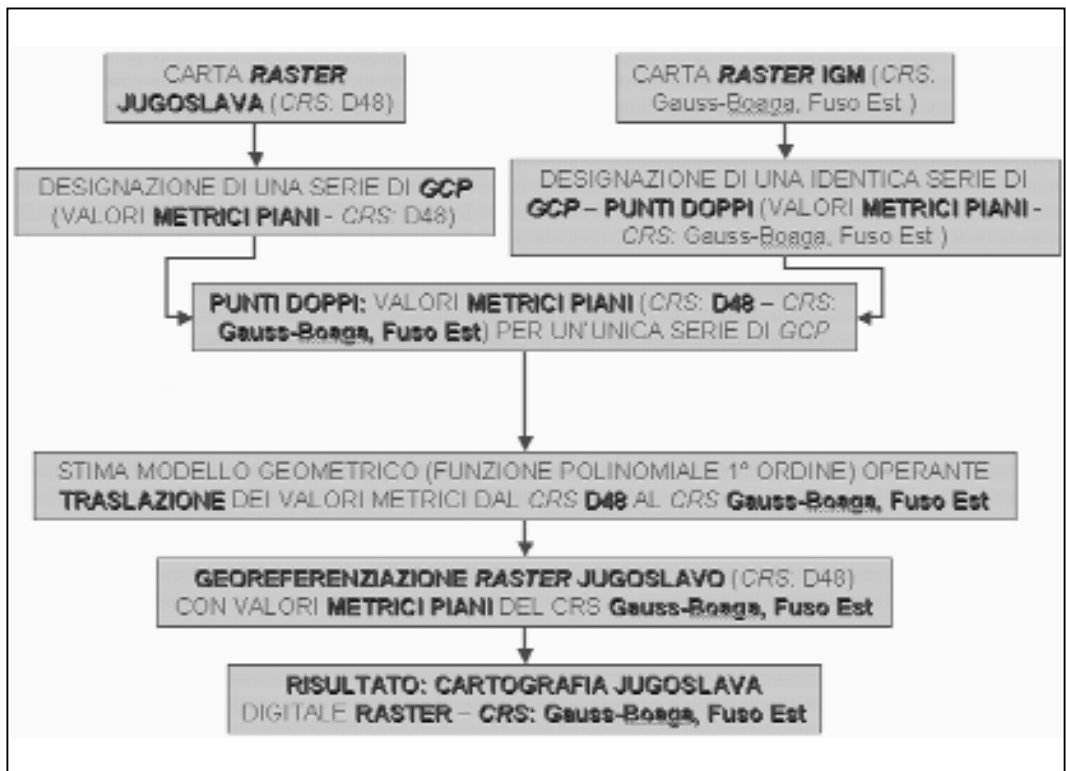 CARTA RASTER
JUGOSLAVA (CRS: D48)
CARTA RASTER IGM (CRS:
Gauss-Boaga, Fuso Est )
DESIGNAZIONE DI UNA SERIE DI GCP
(VALORI METRICI PIANI - CRS: D48)
DESIGNAZIONE DI UNA IDENTICA SERIE DI
GCP – PUNTI DOPPI (VALORI METRICI PIANI -
CRS: Gauss-Boaga, Fuso Est )
PUNTI DOPPI: VALORI METRICI PIANI (CRS: D48 – CRS:
Gauss-Boaga, Fuso Est) PER UN'UNICA SERIE DI GCP
STIMA MODELLO GEOMETRICO (FUNZIONE POLINOMIALE 1° ORDINE) OPERANTE
TRASLAZIONE DEI VALORI METRICI DAL CRS D48 AL CRS Gauss-Boaga, Fuso Est
GEOREFERENZIAZIONE RASTER JUGOSLAVO (CRS: D48)
CON VALORI METRICI PIANI DEL CRS Gauss-Boaga, Fuso Est
RISULTATO: CARTOGRAFIA JUGOSLAVA
DIGITALE RASTER – CRS: Gauss-Boaga, Fuso Est